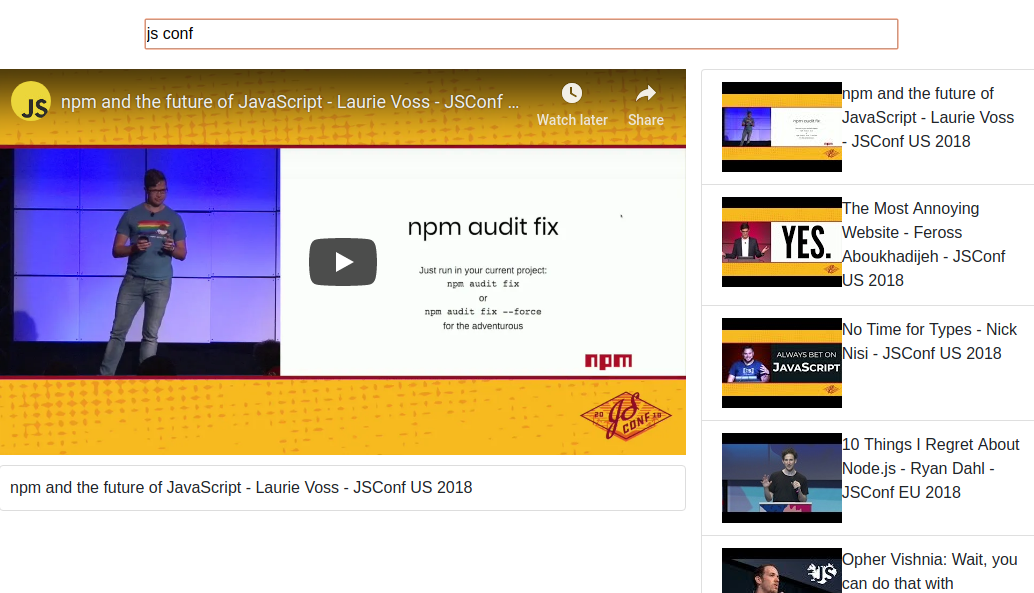 js conf
JS
npm and the future of JavaScript - Laurie Voss - JSConf ...
Watch later
Share
npm audit fix
Just run in your current project:
npm audit fix
or
npm audit fix --force
for the adventurous
npm
20 JS 18
CONF
npm and the future of JavaScript - Laurie Voss - JSConf US 2018
npm audit fix
npm and the future of
JavaScript - Laurie Voss
- JSConf US 2018
YES.
The Most Annoying
Website - Feross
Aboukhadijeh - JSConf
US 2018
ALWAYS BET ON
JAVASCRIPT
No Time for Types - Nick
Nisi - JSConf US 2018
10 Things I Regret About
Node.js - Ryan Dahl -
JSConf EU 2018
JS
Opher Vishnia: Wait, you
can do that with